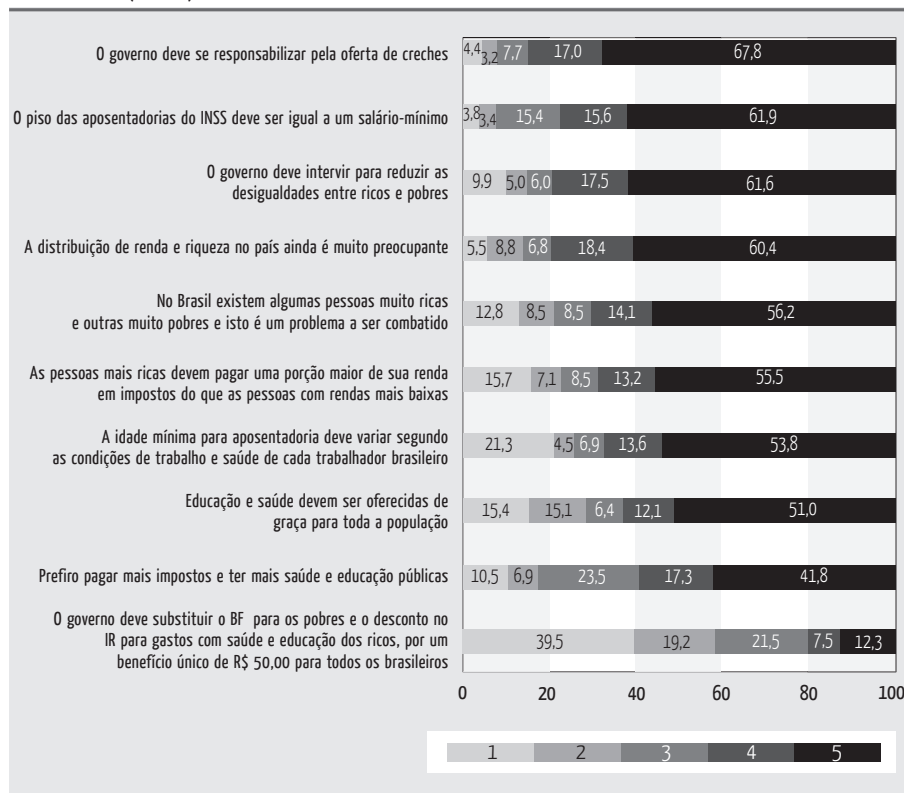 O governo deve se responsabilizar pela oferta de creches
4,4 3,2 7,7 17,0 67,8
O piso das aposentadorias do INSS deve ser igual a um salário-mínimo
3,8 3,4 15,4 15,6 61,9
O governo deve intervir para reduzir as
desigualdades entre ricos e pobres
9,9 5,0 6,0 17,5 61,6
A distribuição de renda e riqueza no país ainda é muito preocupante
5,5 8,8 6,8 18,4 60,4
No Brasil existem algumas pessoas muito ricas
e outras muito pobres e isto é um problema a ser combatido
12,8 8,5 8,5 14,1 56,2
As pessoas mais ricas devem pagar uma porção maior de sua renda
em impostos do que as pessoas com rendas mais baixas
15,7 7,1 8,5 13,2 55,5
A idade mínima para aposentadoria deve variar segundo
as condições de trabalho e saúde de cada trabalhador brasileiro
21,3 4,5 6,9 13,6 53,8
Educação e saúde devem ser oferecidas de
graça para toda a população
15,4 15,1 6,4 12,1 51,0
Prefiro pagar mais impostos e ter mais saúde e educação públicas
10,5 6,9 23,5 17,3 41,8
O governo deve substituir o BF para os pobres e o desconto no
IR para gastos com saúde e educação dos ricos, por um
benefício único de R$ 50,00 para todos os brasileiros
39,5 19,2 21,5 7,5 12,3
0 20 40 60 80 100
1 2 3 4 5